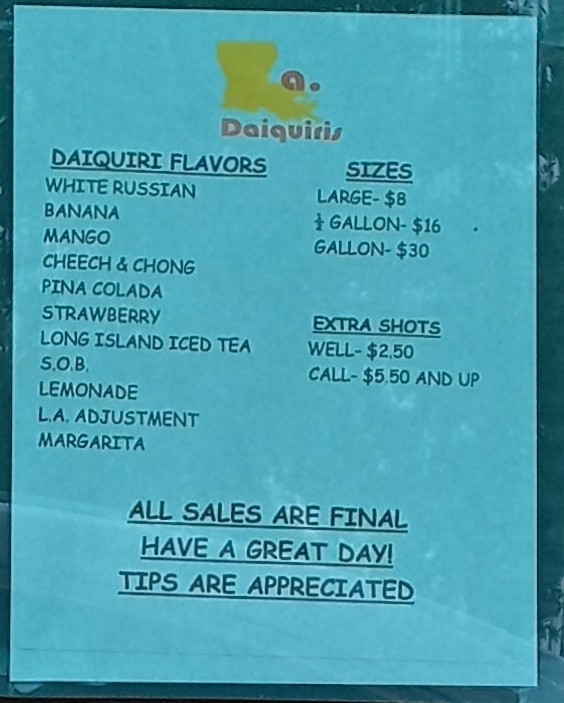 a.
Daiquiris
DAIQUIRI FLAVORS
WHITE RUSSIAN
BANANA
MANGO
CHEECH & CHONG
PINA COLADA
STRAWBERRY
LONG ISLAND ICED TEA
S.O.B.
LEMONADE
L.A. ADJUSTMENT
MARGARITA
SIZES
LARGE- $8
½ GALLON- $16
GALLON- $30
EXTRA SHOTS
WELL- $2.50
CALL- $5.50 AND UP
ALL SALES ARE FINAL
HAVE A GREAT DAY!
TIPS ARE APPRECIATED